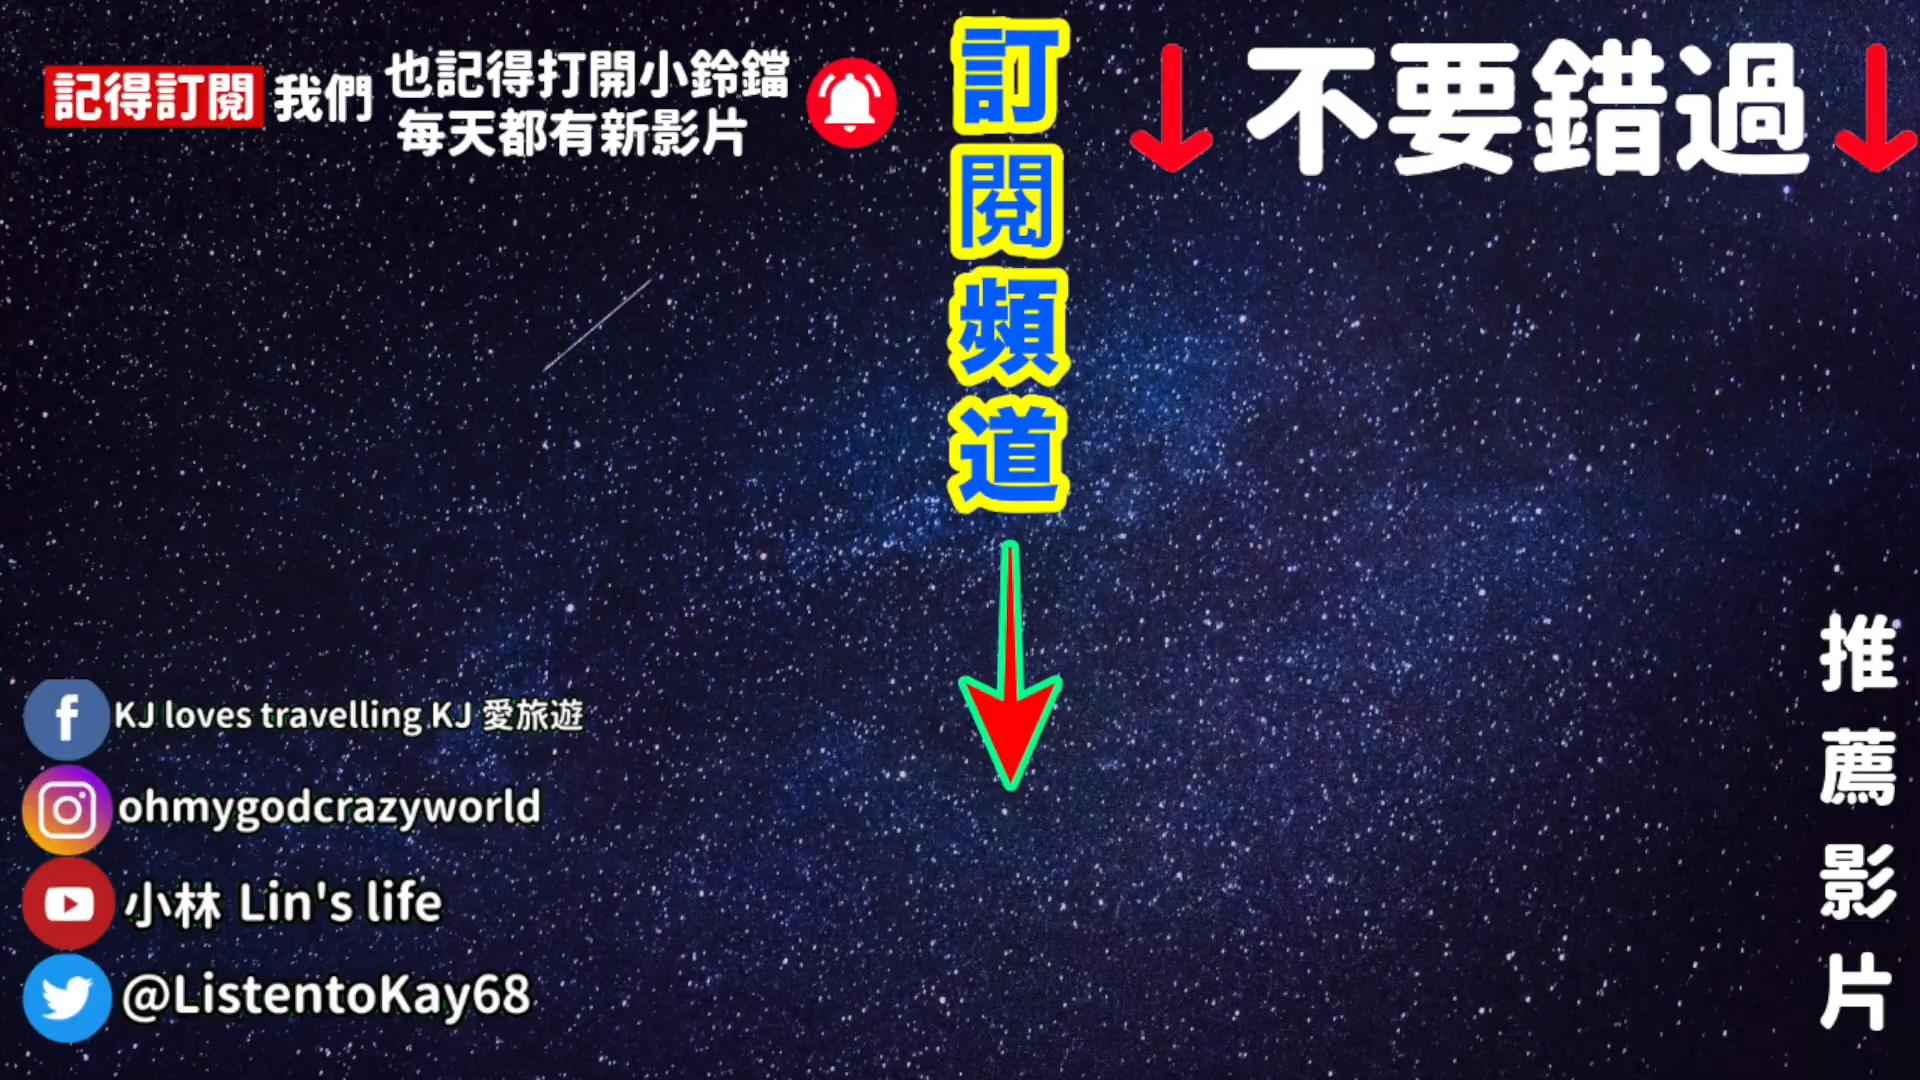 記得訂閱 我們
也記得打開小鈴鐺
每天都有新影片
訂閱頻道
不要錯過
推薦影片
KJ loves travelling KJ 愛旅遊
ohmygodcrazyworld
小林 Lin's life
@ListentoKay68